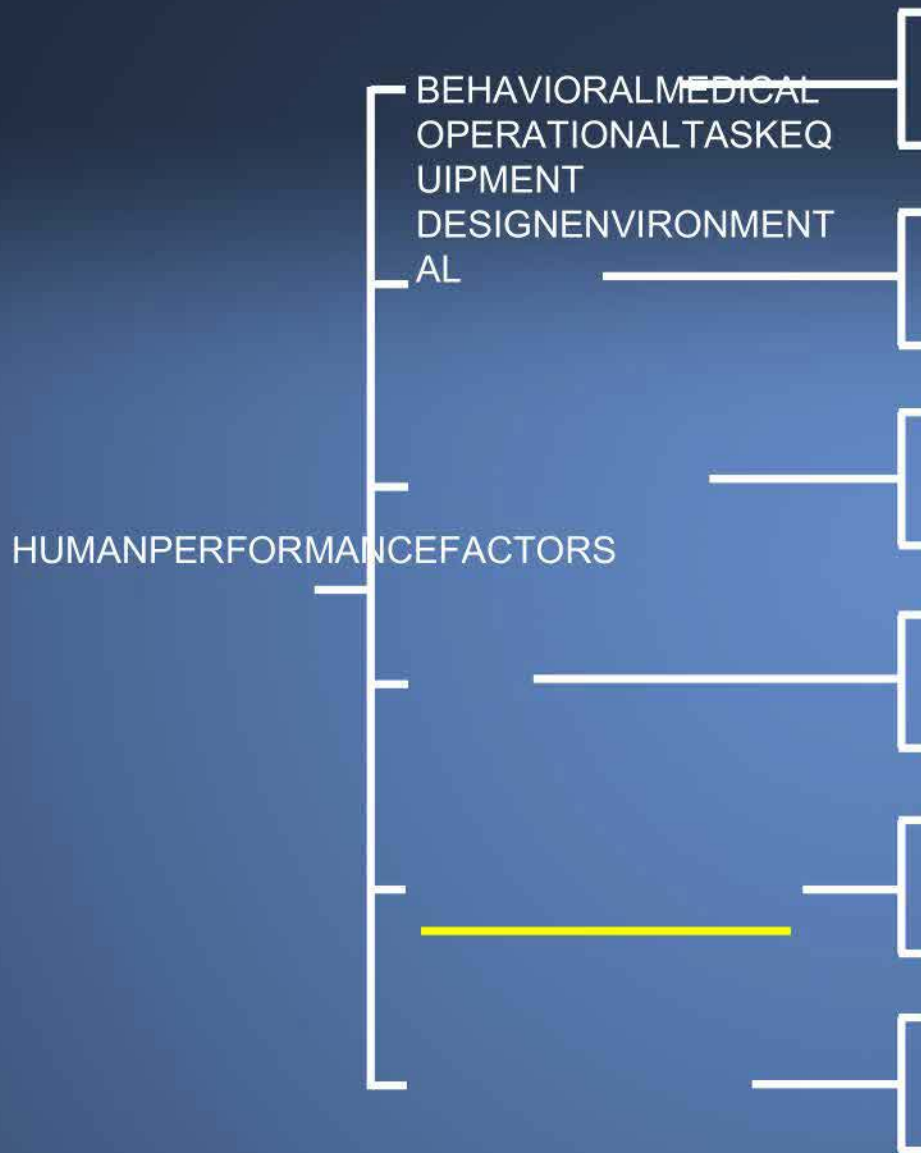 BEHAVIORALMEDICAL
OPERATIONALTASKEQ
UIPMENT
DESIGNENVIRONMENT
AL
HUMANPERFORMANCEFACTORS